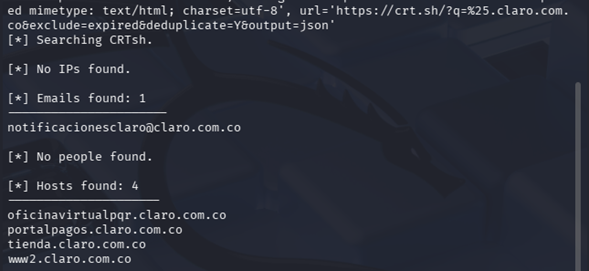 ed mimetype: text/html; charset=utf-8', url='https://crt.sh/?q=%25.claro.com.
co&exclude=expired&deduplicate=Y&output=json'
[*] Searching CRTsh.
[*] No IPs found.
[*] Emails found: 1
notificacionesclaro@claro.com.co
[*] No people found.
[*] Hosts found: 4
oficinavirtualpqr.claro.com.co
portalpagos.claro.com.co
tienda.claro.com.co
www2.claro.com.co